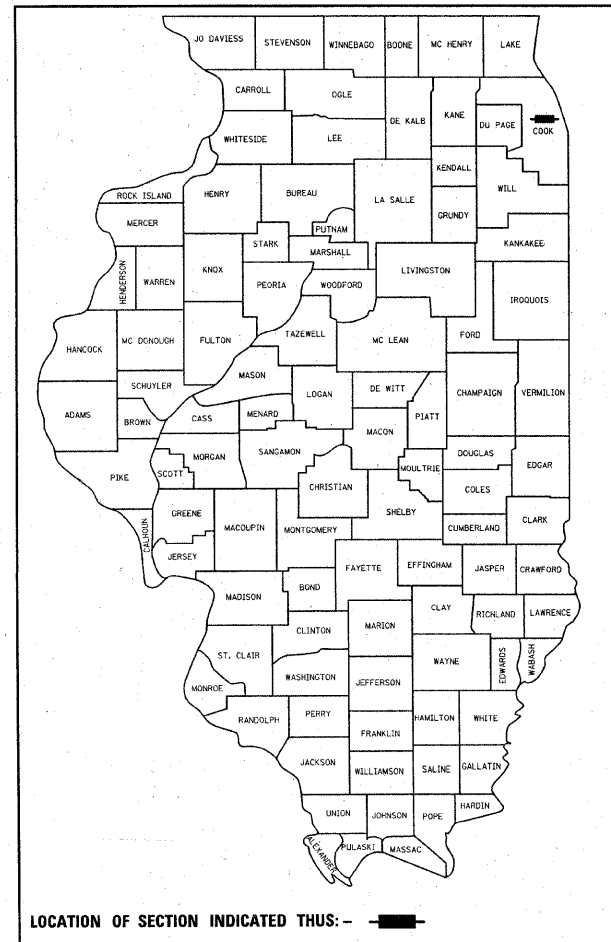 JO DAVIESS STEVENSON WINNEBAGO BOONE MC HENRY LAKE
CARROLL OGLE DE KALB KANE DU PAGE COOK
WHITESIDE LEE KENDALL WILL
ROCK ISLAND HENRY BUREAU LA SALLE GRUNDY
MERCER PUTNAM KANKAKEE
STARK MARSHALL
HENDERSON WARREN KNOX PEORIA WOODFORD LIVINGSTON IROQUOIS
HANCOCK MC DONOUGH FULTON TAZEWELL MC LEAN FORD
SCHUYLER MASON LOGAN DE WITT CHAMPAIGN VERMILION
ADAMS BROWN CASS MENARD MACON PIATT
PIKE SCOTT MORGAN SANGAMON CHRISTIAN MOULTRIE DOUGLAS EDGAR
COLES
GREENE MACOUPIN MONTGOMERY SHELBY CUMBERLAND CLARK
CALHOUN JERSEY
FAYETTE EFFINGHAM JASPER CRAWFORD
MADISON BOND CLAY RICHLAND LAWRENCE
CLINTON MARION
ST. CLAIR WAYNE EDWARDS WABASH
WASHINGTON JEFFERSON
MONROE
RANDOLPH PERRY HAMILTON WHITE
FRANKLIN
JACKSON WILLIAMSON SALINE GALLATIN
UNION JOHNSON POPE HARDIN
ALEXANDER PULASKI MASSAC
LOCATION OF SECTION INDICATED THUS: -